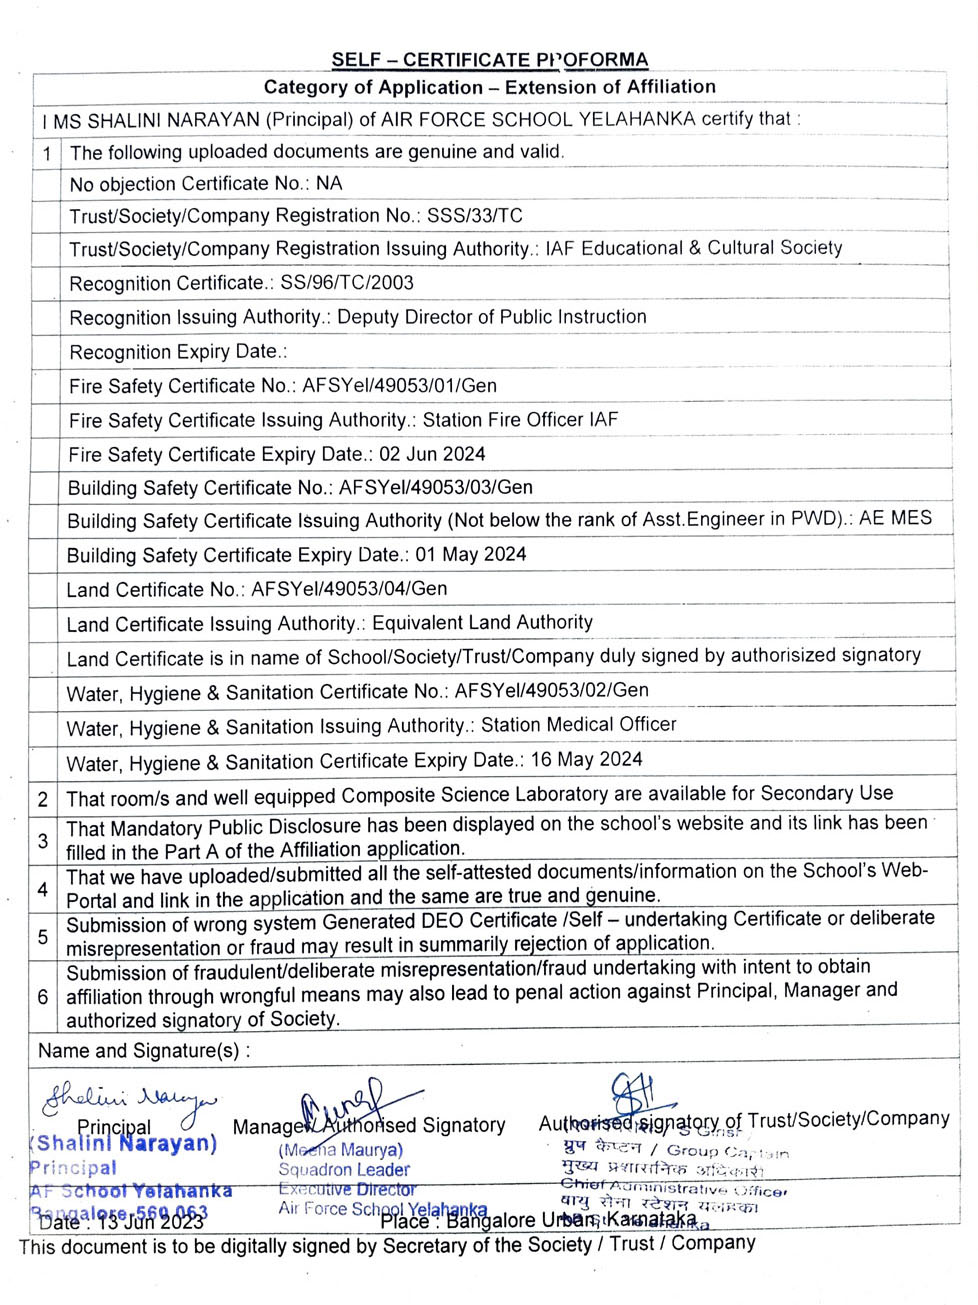 SELF – CERTIFICATE PROFORMA
Category of Application – Extension of Affiliation
I MS SHALINI NARAYAN (Principal) of AIR FORCE SCHOOL YELAHANKA certify that :
1 The following uploaded documents are genuine and valid.
No objection Certificate No.: NA
Trust/Society/Company Registration No.: SSS/33/TC
Trust/Society/Company Registration Issuing Authority.: IAF Educational & Cultural Society
Recognition Certificate.: SS/96/TC/2003
Recognition Issuing Authority.: Deputy Director of Public Instruction
Recognition Expiry Date.:
Fire Safety Certificate No.: AFSYel/49053/01/Gen
Fire Safety Certificate Issuing Authority.: Station Fire Officer IAF
Fire Safety Certificate Expiry Date.: 02 Jun 2024
Building Safety Certificate No.: AFSYel/49053/03/Gen
Building Safety Certificate Issuing Authority (Not below the rank of Asst.Engineer in PWD).: AE MES
Building Safety Certificate Expiry Date.: 01 May 2024
Land Certificate No.: AFSYel/49053/04/Gen
Land Certificate Issuing Authority.: Equivalent Land Authority
Land Certificate is in name of School/Society/Trust/Company duly signed by authorisized signatory
Water, Hygiene & Sanitation Certificate No.: AFSYel/49053/02/Gen
Water, Hygiene & Sanitation Issuing Authority.: Station Medical Officer
Water, Hygiene & Sanitation Certificate Expiry Date.: 16 May 2024
2 That room/s and well equipped Composite Science Laboratory are available for Secondary Use
3 That Mandatory Public Disclosure has been displayed on the school's website and its link has been
filled in the Part A of the Affiliation application.
4 That we have uploaded/submitted all the self-attested documents/information on the School's Web-
Portal and link in the application and the same are true and genuine.
5 Submission of wrong system Generated DEO Certificate /Self – undertaking Certificate or deliberate
misrepresentation or fraud may result in summarily rejection of application.
6 Submission of fraudulent/deliberate misrepresentation/fraud undertaking with intent to obtain
affiliation through wrongful means may also lead to penal action against Principal, Manager and
authorized signatory of Society.
Name and Signature(s) :
Shalini Narayan
Principal Manager/Authorised Signatory Authorised signatory of Trust/Society/Company
(Shalini Narayan) (Meena Maurya)
Principal Squadron Leader
AF School Yelahanka Executive Director
Bangalore-560 063 Air Force School Yelahanka
ग्रुप कैप्टन / Group Captain
मुख्य प्रशासनिक अधिकारी
Chief Administrative Officer
वायु सेना स्टेशन यलहंका
Date : 13 Jun 2023 Place : Bangalore Urban, Karnataka
This document is to be digitally signed by Secretary of the Society / Trust / Company